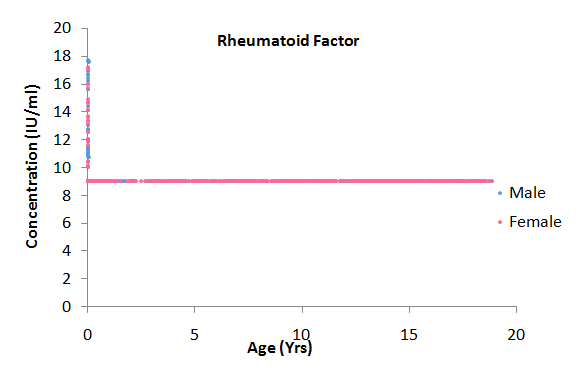 Rheumatoid Factor
Concentration (IU/ml)
20
18
16
14
12
10
8
6
4
2
0
0 5 10 15 20
Age (Yrs)
Male
Female